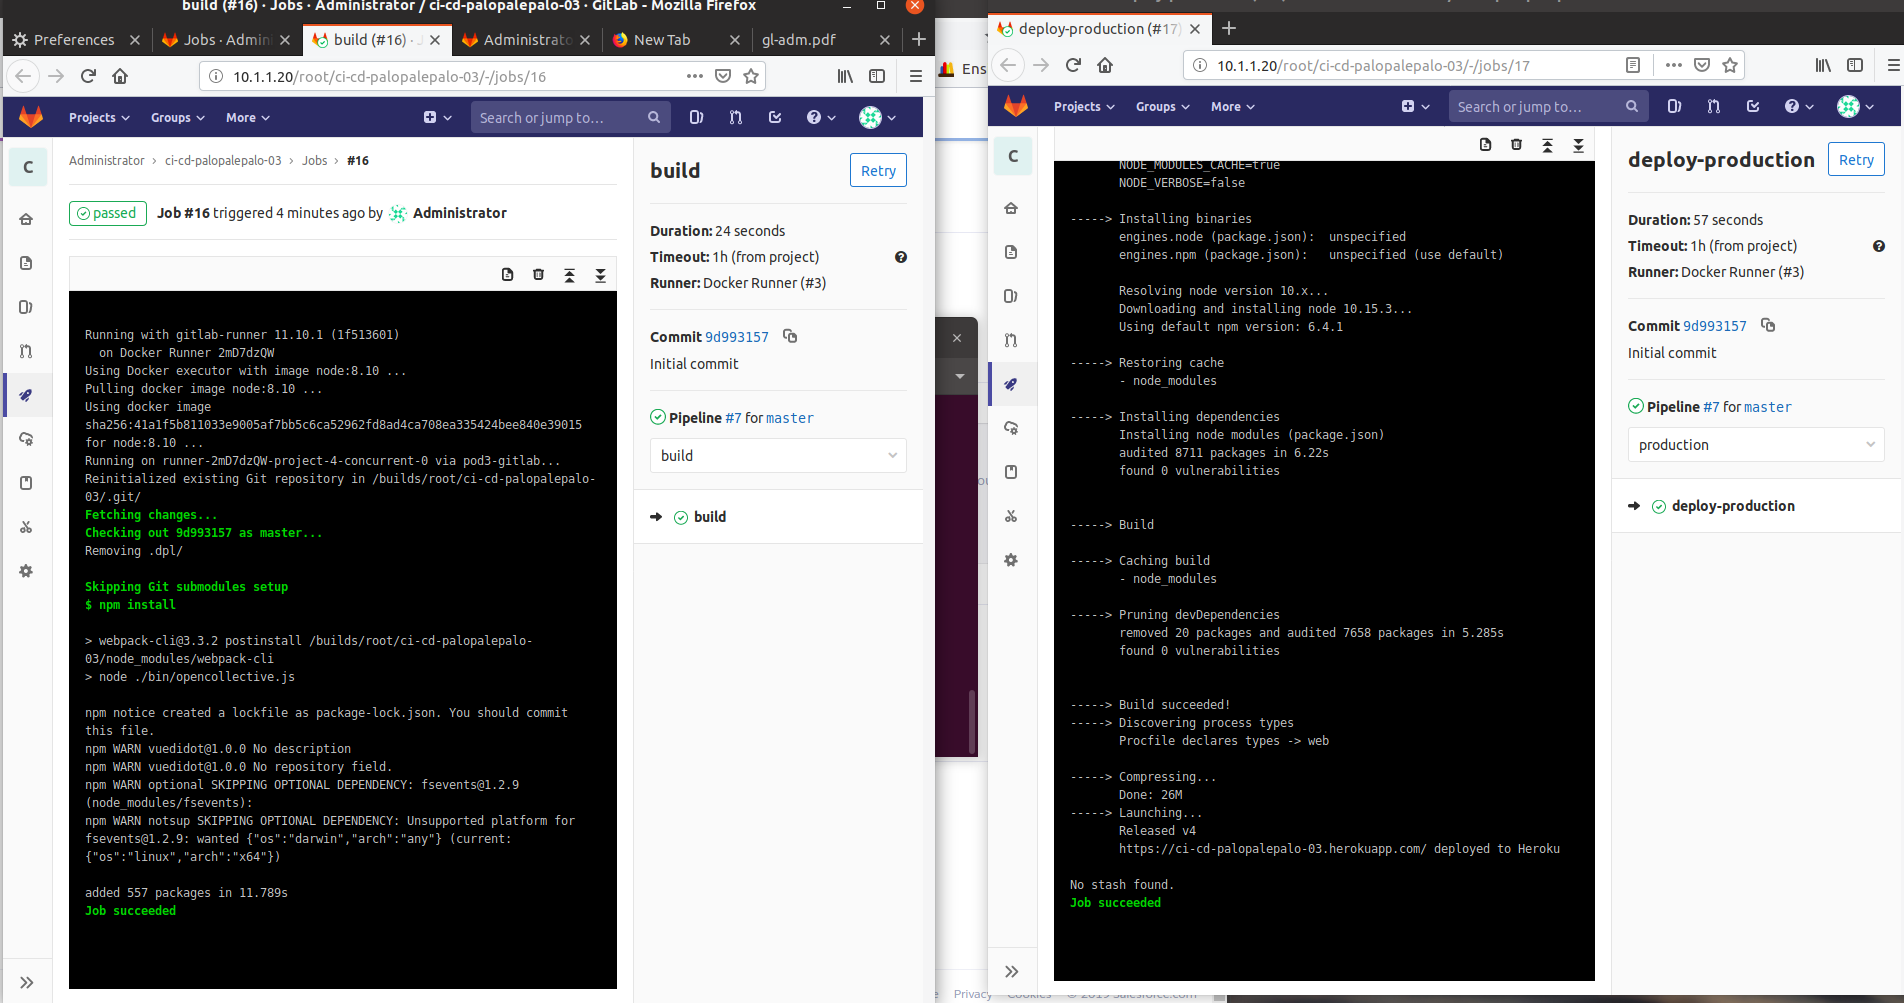 build (#16) · Jobs · Administrator / ci-cd-palopalepalo-03 · GitLab - Mozilla Firefox
Preferences
Jobs · Admin
build (#16) · J
Administrato
New Tab
gl-adm.pdf
10.1.1.20/root/ci-cd-palopalepalo-03/-/jobs/16
Projects
Groups
More
Search or jump to...
C
Administrator › ci-cd-palopalepalo-03 › Jobs › #16
passed
Job #16 triggered 4 minutes ago by Administrator
Running with gitlab-runner 11.10.1 (1f513601)
on Docker Runner 2mD7dzQW
Using Docker executor with image node:8.10 ...
Pulling docker image node:8.10 ...
Using docker image
sha256:41a1f5b811033e9005af7bb5c6ca52962fd8ad4ca708ea335424bee840e39015
for node:8.10 ...
Running on runner-2mD7dzQW-project-4-concurrent-0 via pod3-gitlab...
Reinitialized existing Git repository in /builds/root/ci-cd-palopalepalo-
03/.git/
Fetching changes...
Checking out 9d993157 as master...
Removing .dpl/
Skipping Git submodules setup
$ npm install
> webpack-cli@3.3.2 postinstall /builds/root/ci-cd-palopalepalo-
03/node_modules/webpack-cli
> node ./bin/opencollective.js
npm notice created a lockfile as package-lock.json. You should commit
this file.
npm WARN vuedidot@1.0.0 No description
npm WARN vuedidot@1.0.0 No repository field.
npm WARN optional SKIPPING OPTIONAL DEPENDENCY: fsevents@1.2.9
(node_modules/fsevents):
npm WARN notsup SKIPPING OPTIONAL DEPENDENCY: Unsupported platform for
fsevents@1.2.9: wanted {"os":"darwin","arch":"any"} (current:
{"os":"linux","arch":"x64"})
added 557 packages in 11.789s
Job succeeded
build
Retry
Duration: 24 seconds
Timeout: 1h (from project)
Runner: Docker Runner (#3)
Commit 9d993157
Initial commit
Pipeline #7 for master
build
build
Ens
Privacy
Cookies
© 2019 Salesforce.com
deploy-production (#17)
10.1.1.20/root/ci-cd-palopalepalo-03/-/jobs/17
Projects
Groups
More
Search or jump to...
C
NODE_MODULES_CACHE=true
NODE_VERBOSE=false
-----> Installing binaries
engines.node (package.json): unspecified
engines.npm (package.json): unspecified (use default)
Resolving node version 10.x...
Downloading and installing node 10.15.3...
Using default npm version: 6.4.1
-----> Restoring cache
- node_modules
-----> Installing dependencies
Installing node modules (package.json)
audited 8711 packages in 6.22s
found 0 vulnerabilities
-----> Build
-----> Caching build
- node_modules
-----> Pruning devDependencies
removed 20 packages and audited 7658 packages in 5.285s
found 0 vulnerabilities
-----> Build succeeded!
-----> Discovering process types
Procfile declares types -> web
-----> Compressing...
Done: 26M
-----> Launching...
Released v4
https://ci-cd-palopalepalo-03.herokuapp.com/ deployed to Heroku
No stash found.
Job succeeded
deploy-production
Retry
Duration: 57 seconds
Timeout: 1h (from project)
Runner: Docker Runner (#3)
Commit 9d993157
Initial commit
Pipeline #7 for master
production
deploy-production